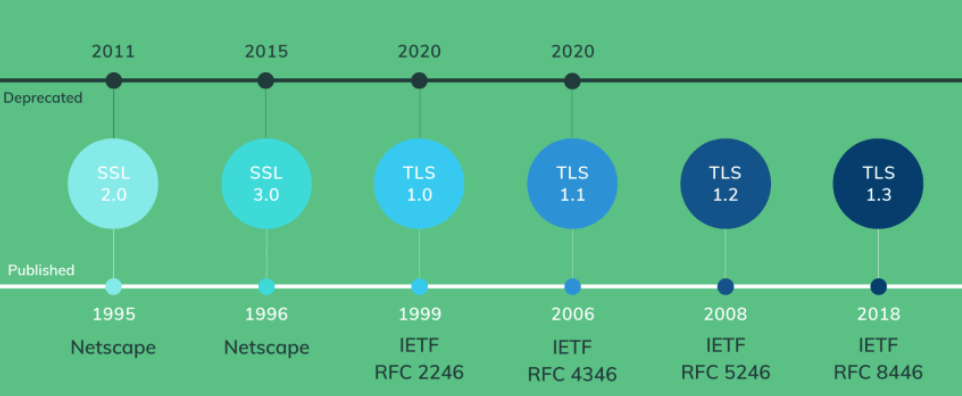 2011 2015 2020 2020
Deprecated
SSL 2.0
SSL 3.0
TLS 1.0
TLS 1.1
TLS 1.2
TLS 1.3
Published
1995 1996 1999 2006 2008 2018
Netscape
Netscape
IETF
RFC 2246
IETF
RFC 4346
IETF
RFC 5246
IETF
RFC 8446